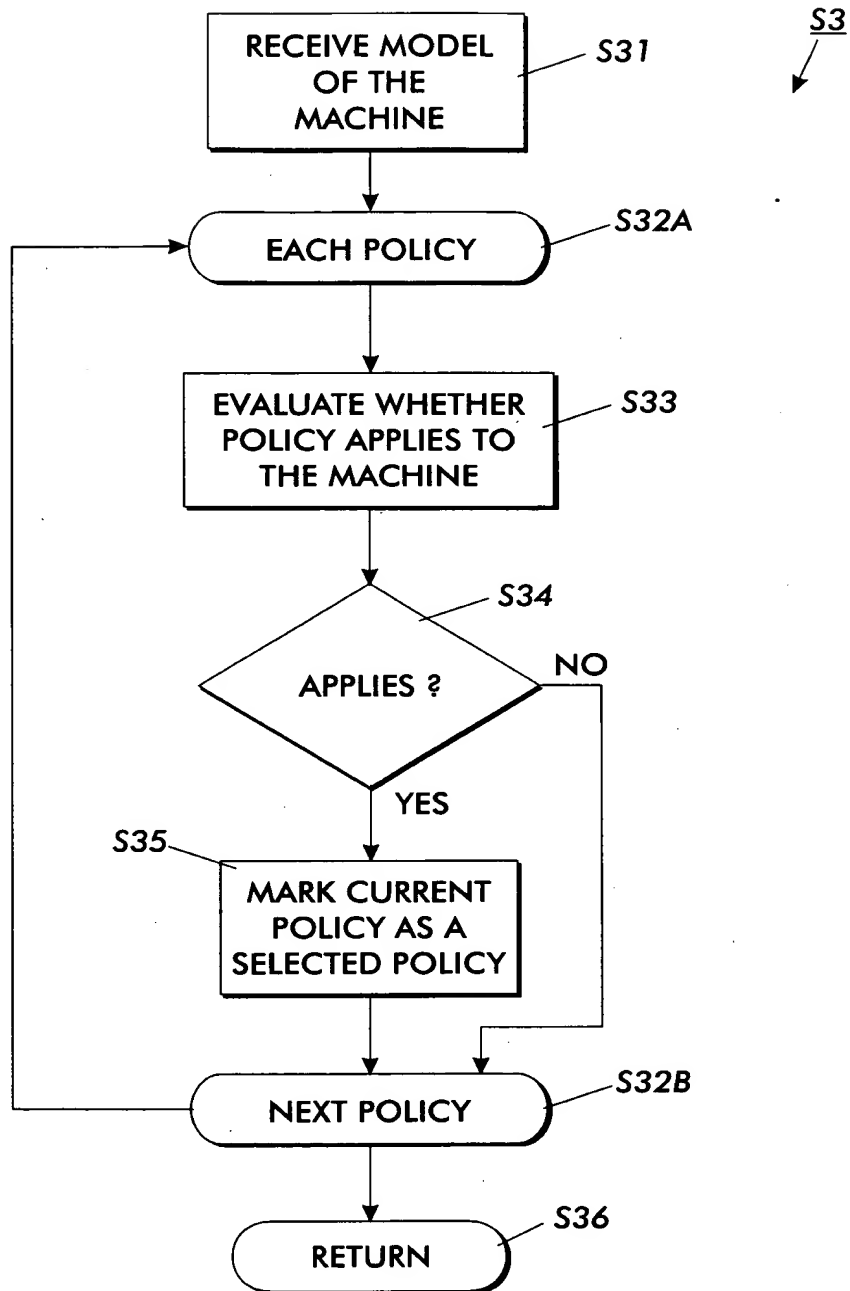 S3
RECEIVE MODEL
OF THE
MACHINE
S31
EACH POLICY
S32A
EVALUATE WHETHER
POLICY APPLIES TO
THE MACHINE
S33
S34
APPLIES ?
NO
YES
S35
MARK CURRENT
POLICY AS A
SELECTED POLICY
NEXT POLICY
S32B
RETURN
S36